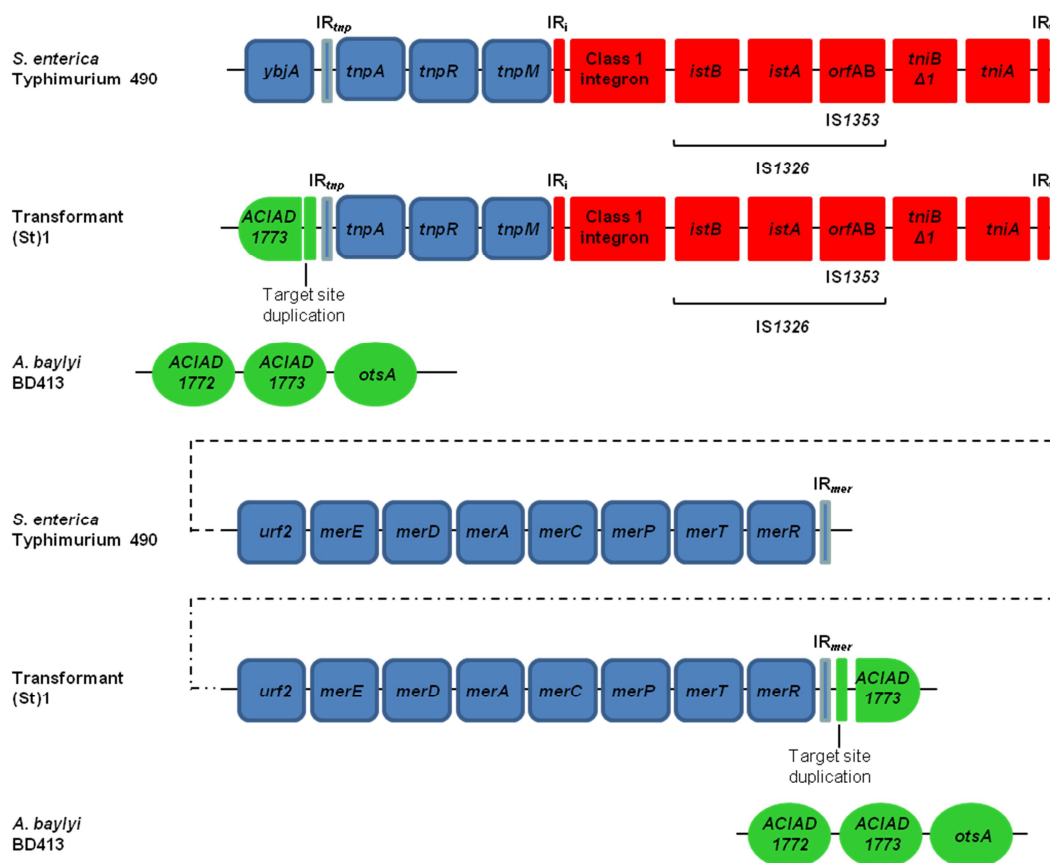 IRtnp IRi IR
S. enterica
Typhimurium 490
ybjA tnpA tnpR tnpM Class 1 integron istB istA orfAB tniB Δ1 tniA
IS1353
IS1326
IRtnp IRi IR
Transformant
(St)1
ACIAD 1773 tnpA tnpR tnpM Class 1 integron istB istA orfAB tniB Δ1 tniA
Target site
duplication
IS1353
IS1326
A. baylyi
BD413
ACIAD 1772 ACIAD 1773 otsA
IRmer
S. enterica
Typhimurium 490
urf2 merE merD merA merC merP merT merR
IRmer
Transformant
(St)1
urf2 merE merD merA merC merP merT merR ACIAD 1773
Target site
duplication
A. baylyi
BD413
ACIAD 1772 ACIAD 1773 otsA